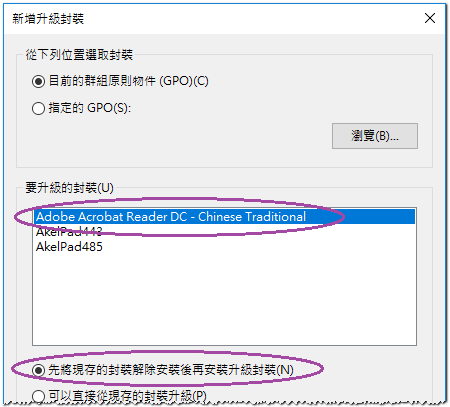 新增升級封裝
從下列位置選取封裝
目前的群組原則物件 (GPO)(C)
指定的 GPO(S):
瀏覽(B)...
要升級的封裝(U)
Adobe Acrobat Reader DC - Chinese Traditional
AkelPad443
AkelPad485
先將現存的封裝解除安裝後再安裝升級封裝(N)
可以直接從現存的封裝升級(P)